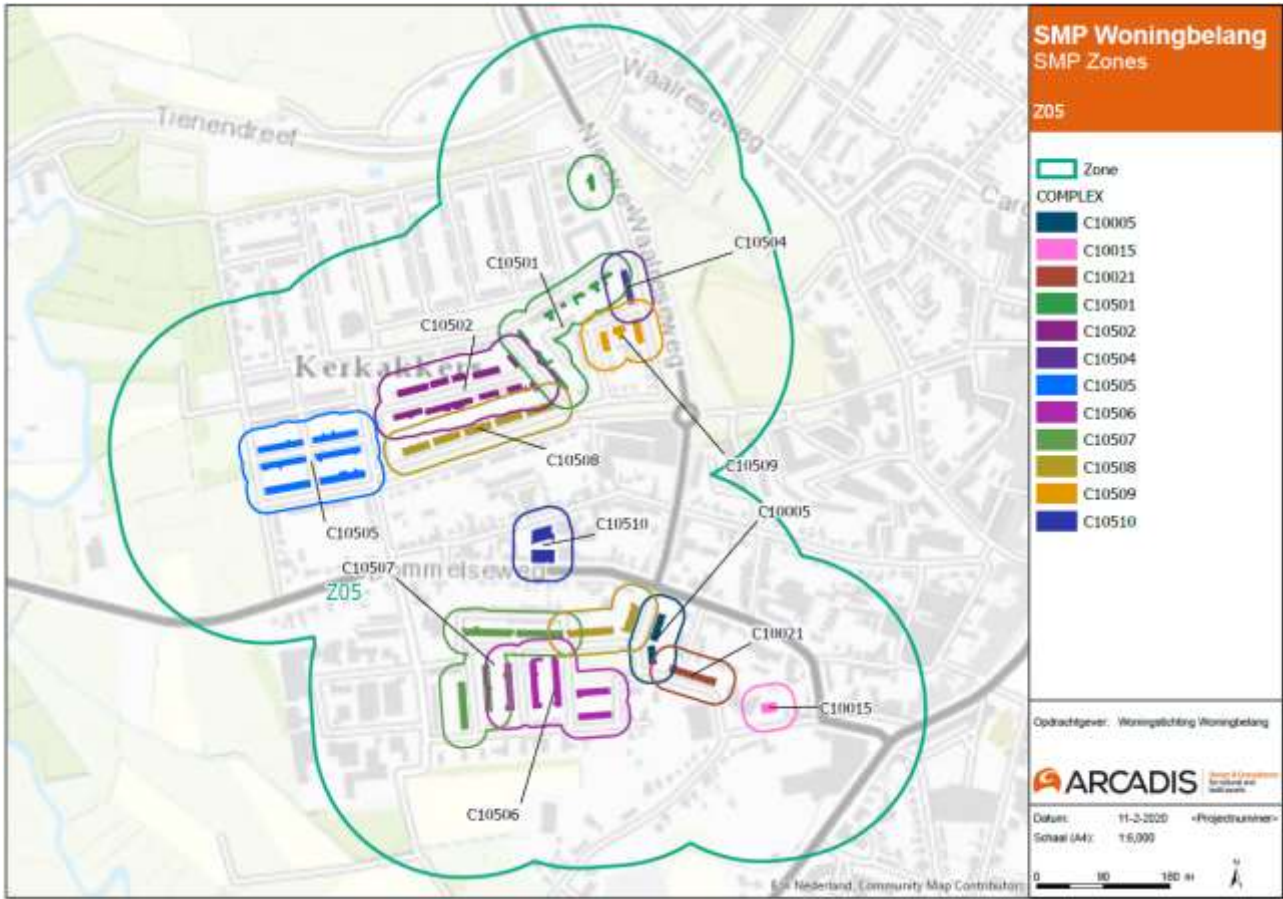 SMP Woningbelang
SMP Zones
Z05
Zone
COMPLEX
C10005
C10015
C10021
C10501
C10502
C10504
C10505
C10506
C10507
C10508
C10509
C10510
Opdrachtgever: Woningstichting Woningbelang
ARCADIS
Datum: 11-2-2020 <Projectnummer>
Schaal (A4): 1:6,000
0 90 180 m
N
Tienendreef
Waalreseweg
C10504
C10501
C10502
Kerkakkers
C10508
C10509
C10005
C10505
C10510
C10507
Z05
C10021
C10015
C10506
Nederland, Community Map Contributors